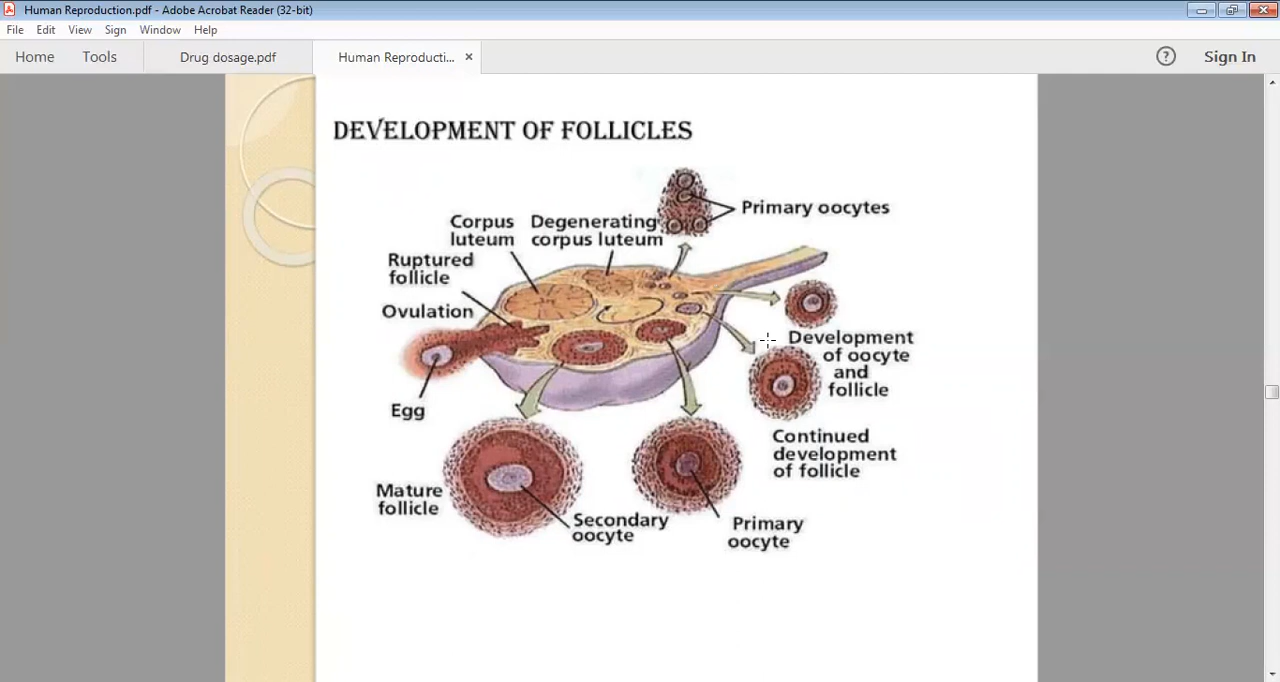 Human Reproduction.pdf - Adobe Acrobat Reader (32-bit)
File Edit View Sign Window Help
Home Tools Drug dosage.pdf Human Reproducti... × ? Sign In
DEVELOPMENT OF FOLLICLES
Primary oocytes
Corpus
luteum
Degenerating
corpus luteum
Ruptured
follicle
Ovulation
Egg
Development
of oocyte
and
follicle
Continued
development
of follicle
Mature
follicle
Secondary
oocyte
Primary
oocyte